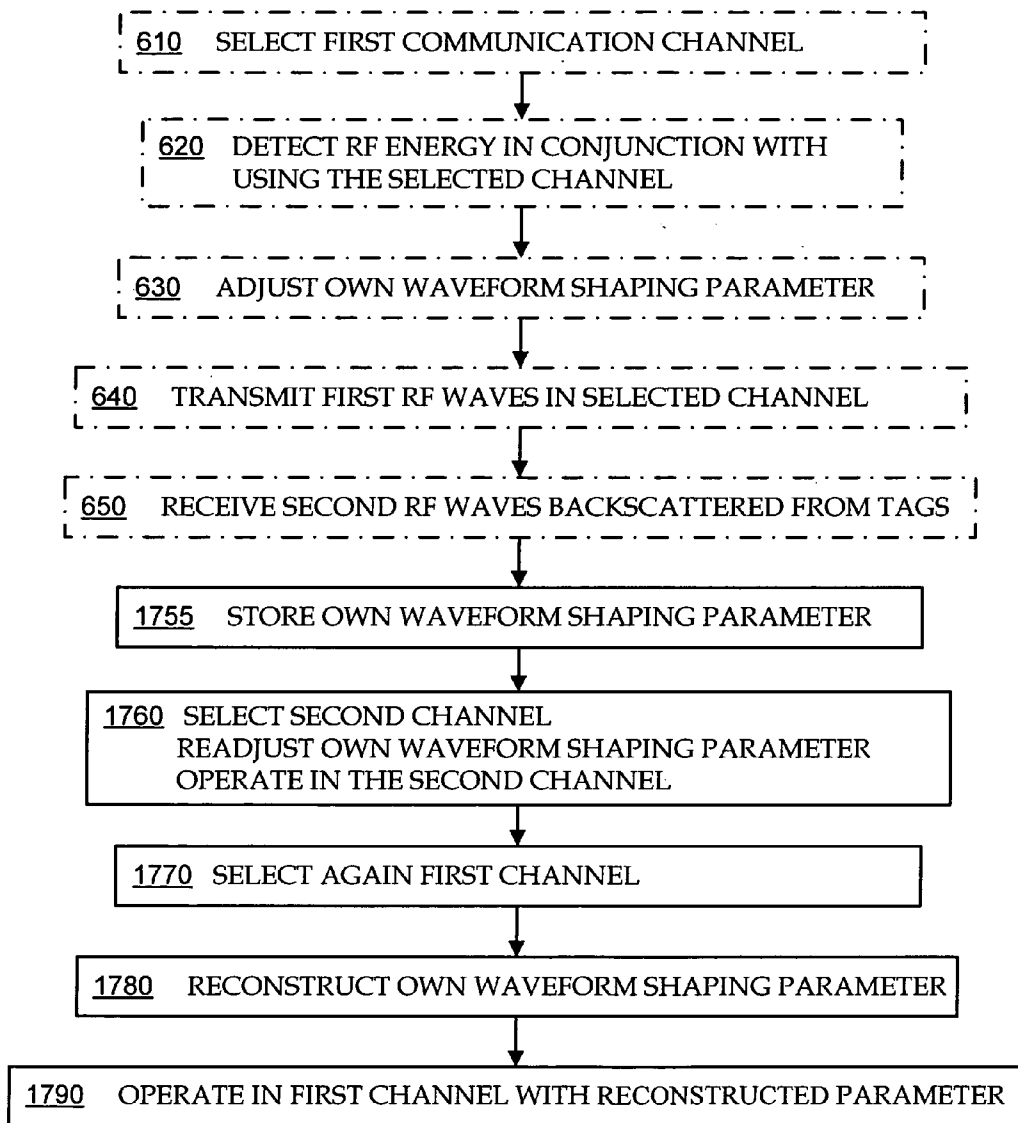 610 SELECT FIRST COMMUNICATION CHANNEL
620 DETECT RF ENERGY IN CONJUNCTION WITH
USING THE SELECTED CHANNEL
630 ADJUST OWN WAVEFORM SHAPING PARAMETER
640 TRANSMIT FIRST RF WAVES IN SELECTED CHANNEL
650 RECEIVE SECOND RF WAVES BACKSCATTERED FROM TAGS
1755 STORE OWN WAVEFORM SHAPING PARAMETER
1760 SELECT SECOND CHANNEL
READJUST OWN WAVEFORM SHAPING PARAMETER
OPERATE IN THE SECOND CHANNEL
1770 SELECT AGAIN FIRST CHANNEL
1780 RECONSTRUCT OWN WAVEFORM SHAPING PARAMETER
1790 OPERATE IN FIRST CHANNEL WITH RECONSTRUCTED PARAMETER